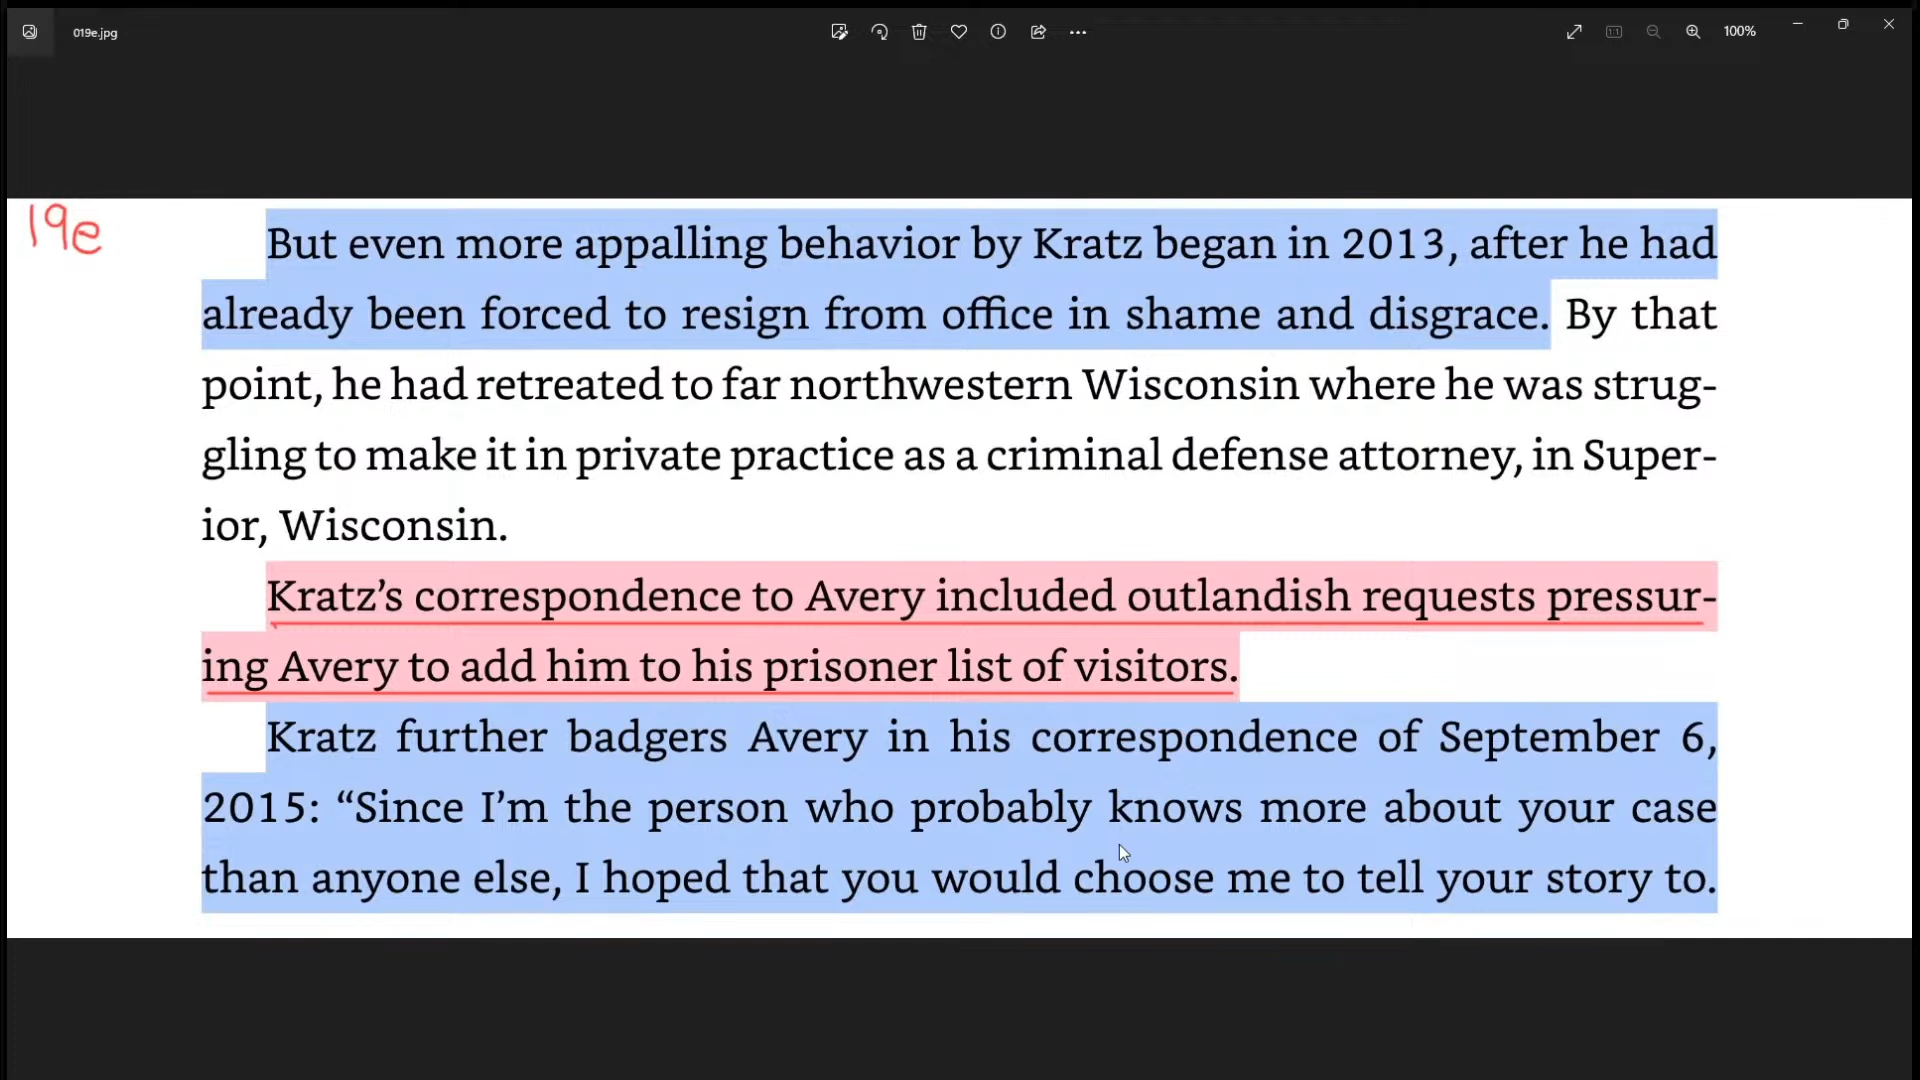 019e.jpg
100%
19e
But even more appalling behavior by Kratz began in 2013, after he had
already been forced to resign from office in shame and disgrace. By that
point, he had retreated to far northwestern Wisconsin where he was strug-
gling to make it in private practice as a criminal defense attorney, in Super-
ior, Wisconsin.
Kratz’s correspondence to Avery included outlandish requests pressur-
ing Avery to add him to his prisoner list of visitors.
Kratz further badgers Avery in his correspondence of September 6,
2015: “Since I’m the person who probably knows more about your case
than anyone else, I hoped that you would choose me to tell your story to.